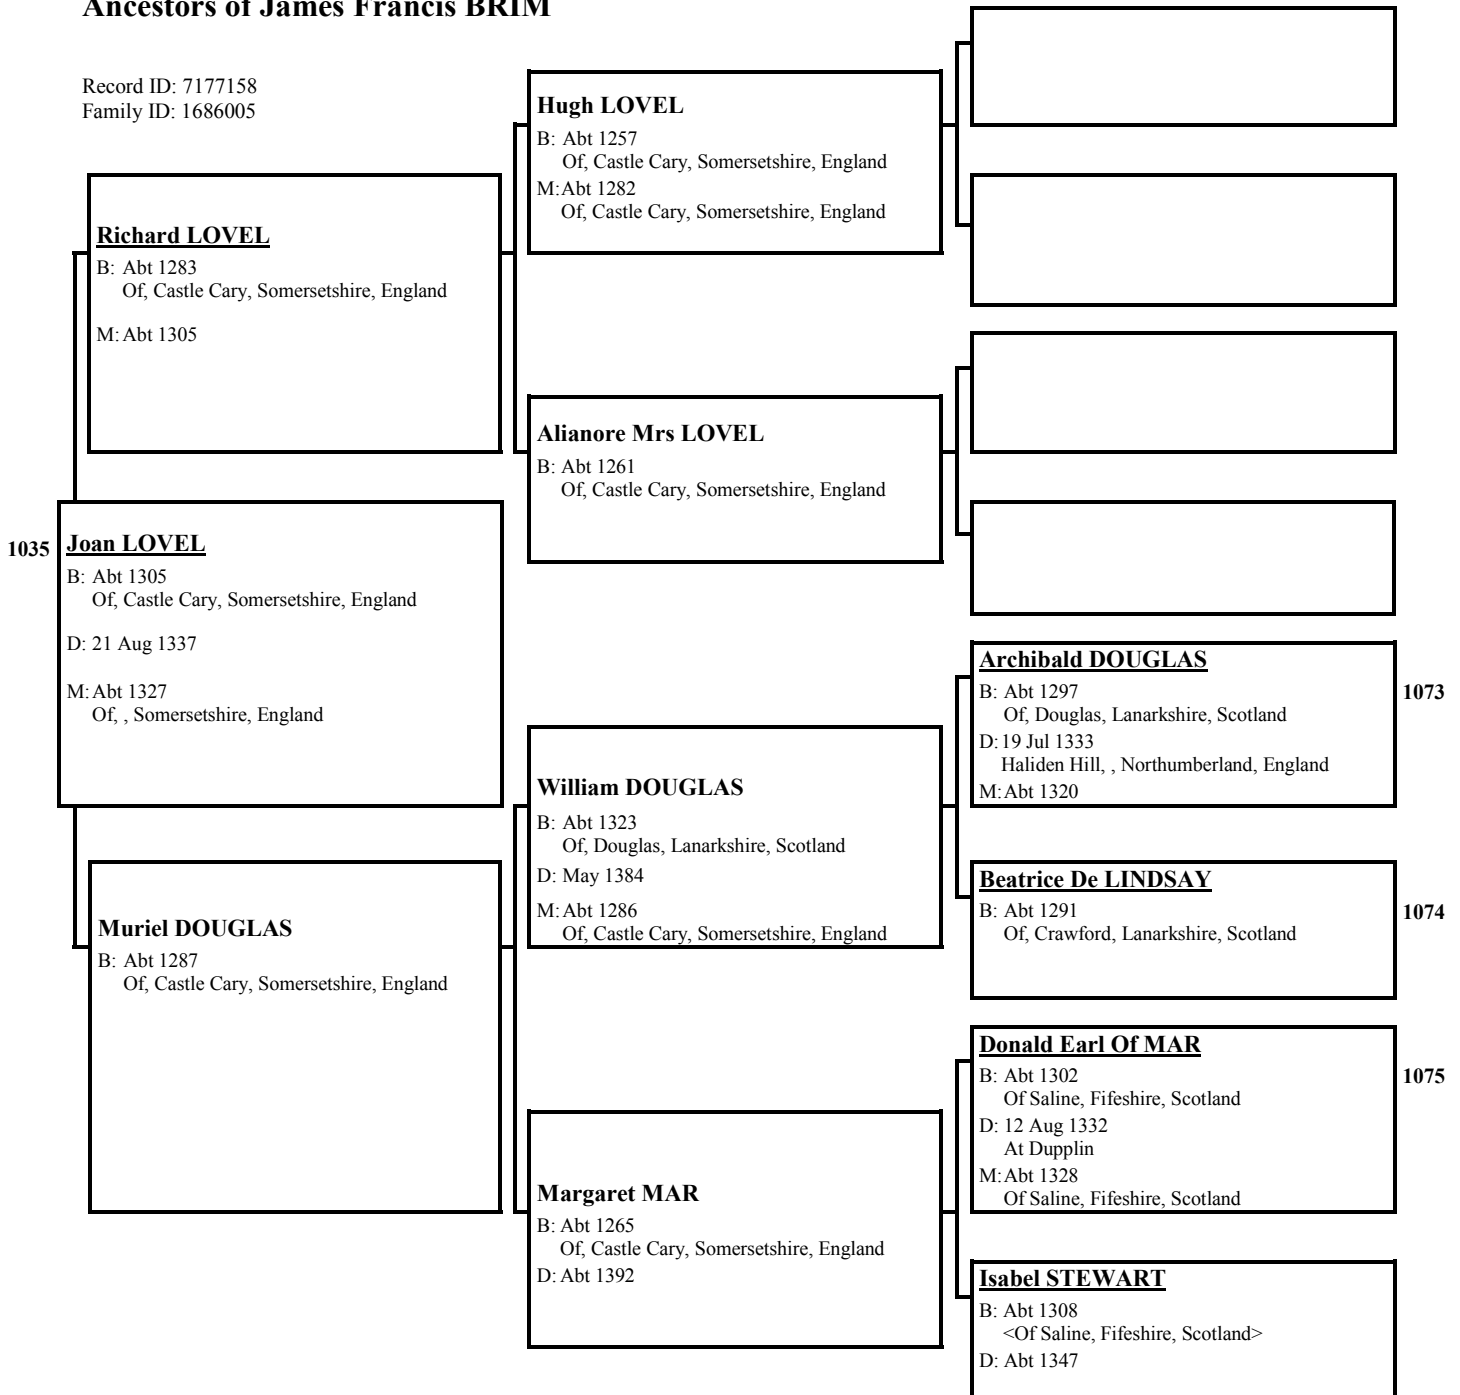 Ancestors of James Francis BRIM
Record ID: 7177158
Family ID: 1686005
Hugh LOVEL
B: Abt 1257
Of, Castle Cary, Somersetshire, England
M: Abt 1282
Of, Castle Cary, Somersetshire, England
Richard LOVEL
B: Abt 1283
Of, Castle Cary, Somersetshire, England
M: Abt 1305
Alianore Mrs LOVEL
B: Abt 1261
Of, Castle Cary, Somersetshire, England
1035
Joan LOVEL
B: Abt 1305
Of, Castle Cary, Somersetshire, England
D: 21 Aug 1337
M: Abt 1327
Of, , Somersetshire, England
Archibald DOUGLAS
B: Abt 1297
Of, Douglas, Lanarkshire, Scotland
D: 19 Jul 1333
Haliden Hill, , Northumberland, England
M: Abt 1320
1073
William DOUGLAS
B: Abt 1323
Of, Douglas, Lanarkshire, Scotland
D: May 1384
M: Abt 1286
Of, Castle Cary, Somersetshire, England
Beatrice De LINDSAY
B: Abt 1291
Of, Crawford, Lanarkshire, Scotland
1074
Muriel DOUGLAS
B: Abt 1287
Of, Castle Cary, Somersetshire, England
Donald Earl Of MAR
B: Abt 1302
Of Saline, Fifeshire, Scotland
D: 12 Aug 1332
At Dupplin
M: Abt 1328
Of Saline, Fifeshire, Scotland
1075
Margaret MAR
B: Abt 1265
Of, Castle Cary, Somersetshire, England
D: Abt 1392
Isabel STEWART
B: Abt 1308
<Of Saline, Fifeshire, Scotland>
D: Abt 1347